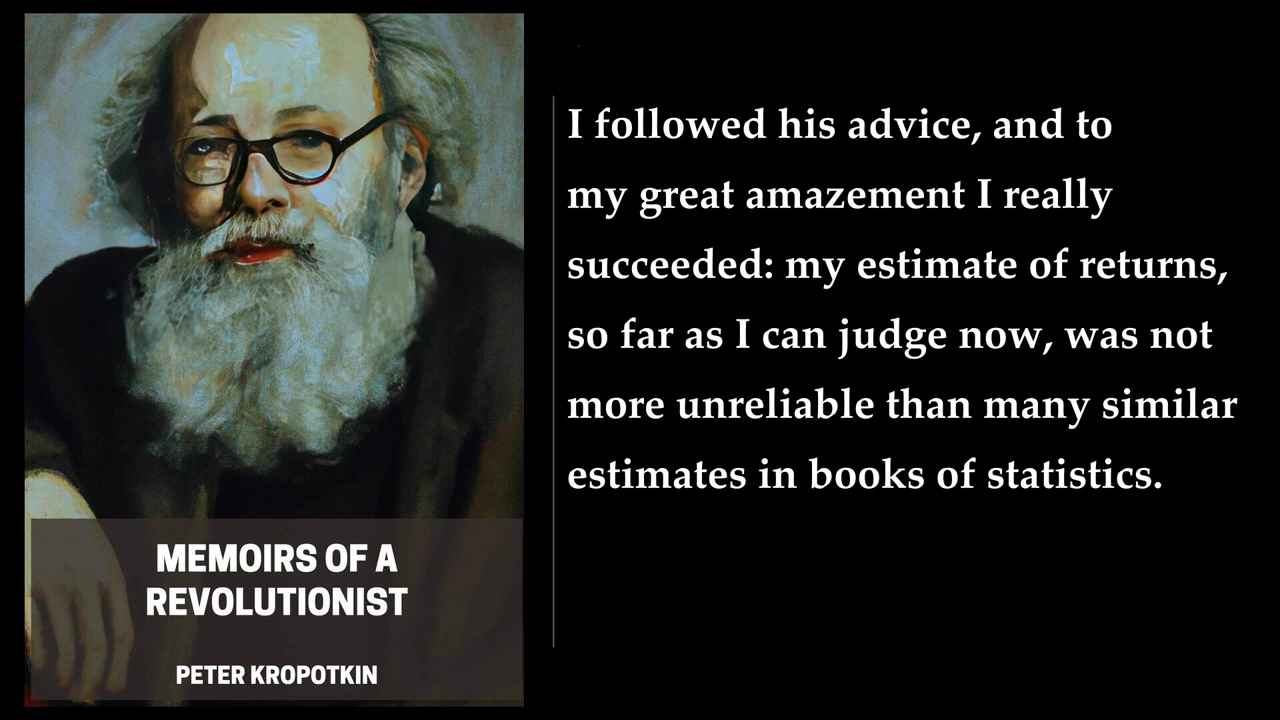 I followed his advice, and to
my great amazement I really
succeeded: my estimate of returns,
so far as I can judge now, was not
more unreliable than many similar
estimates in books of statistics.
MEMOIRS OF A
REVOLUTIONIST
PETER KROPOTKIN